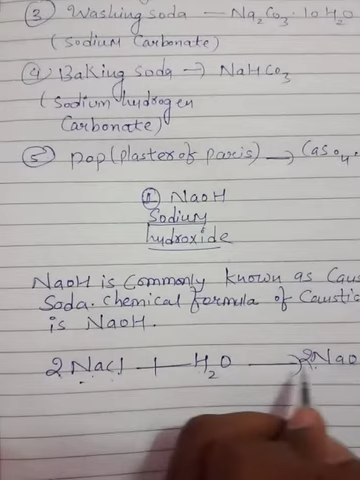 ③ Washing soda — Na2CO3·10H2O
(Sodium Carbonate)
④ Baking soda → NaHCO3
(Sodium hydrogen
Carbonate)
⑤ pop (plaster of paris) → CaSO4·
① NaOH
Sodium
hydroxide
NaOH is Commonly known as Caus
Soda. Chemical formula of Caustic
is NaOH.
2NaCl + H2O → 2NaO